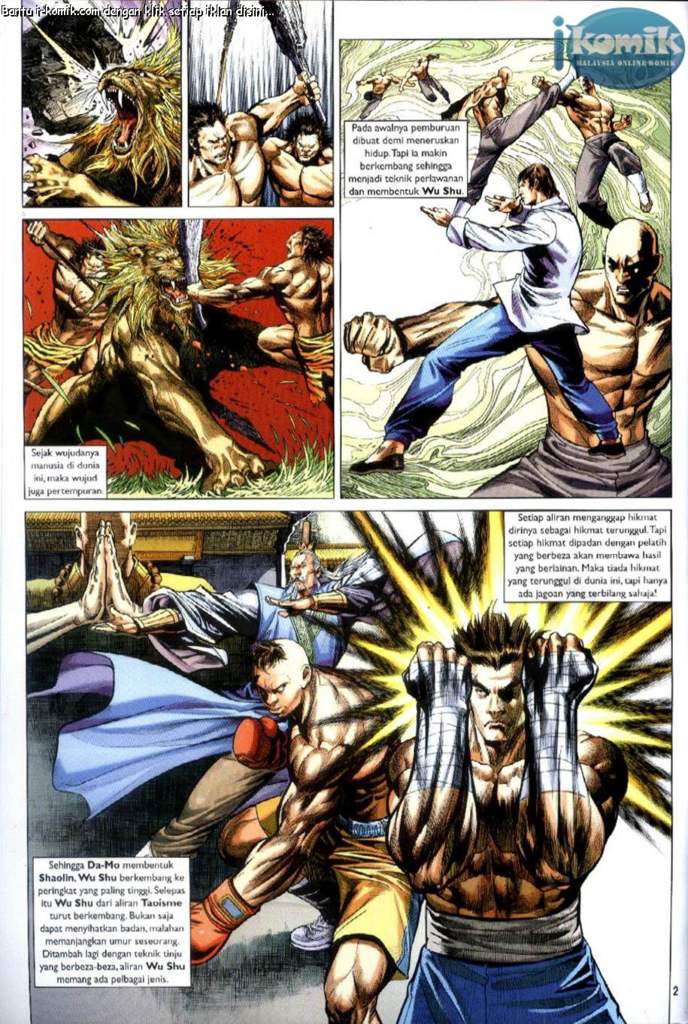 Bantu i-komik.com dengan klik setiap iklan disini...
ikomik
MALAYSIA ONLINE KOMIK
Pada awalnya pemburuan
dibuat demi meneruskan
hidup. Tapi ia makin
berkembang sehingga
menjadi teknik perlawanan
dan membentuk Wu Shu.
Sejak wujudanya
manusia di dunia
ini, maka wujud
juga pertempuran.
Setiap aliran menganggap hikmat
dirinya sebagai hikmat terunggul. Tapi
setiap hikmat dipadan dengan pelatih
yang berbeza akan membawa hasil
yang berlainan. Maka tiada hikmat
yang terunggul di dunia ini, tapi hanya
ada jagoan yang terbilang sahaja!
Sehingga Da-Mo membentuk
Shaolin, Wu Shu berkembang ke
peringkat yang paling tinggi. Selepas
itu Wu Shu dari aliran Taoisme
turut berkembang. Bukan saja
dapat menyihatkan badan, malahan
memanjangkan umur seseorang.
Ditambah lagi dengan teknik tinju
yang berbeza-beza, aliran Wu Shu
memang ada pelbagai jenis.
2